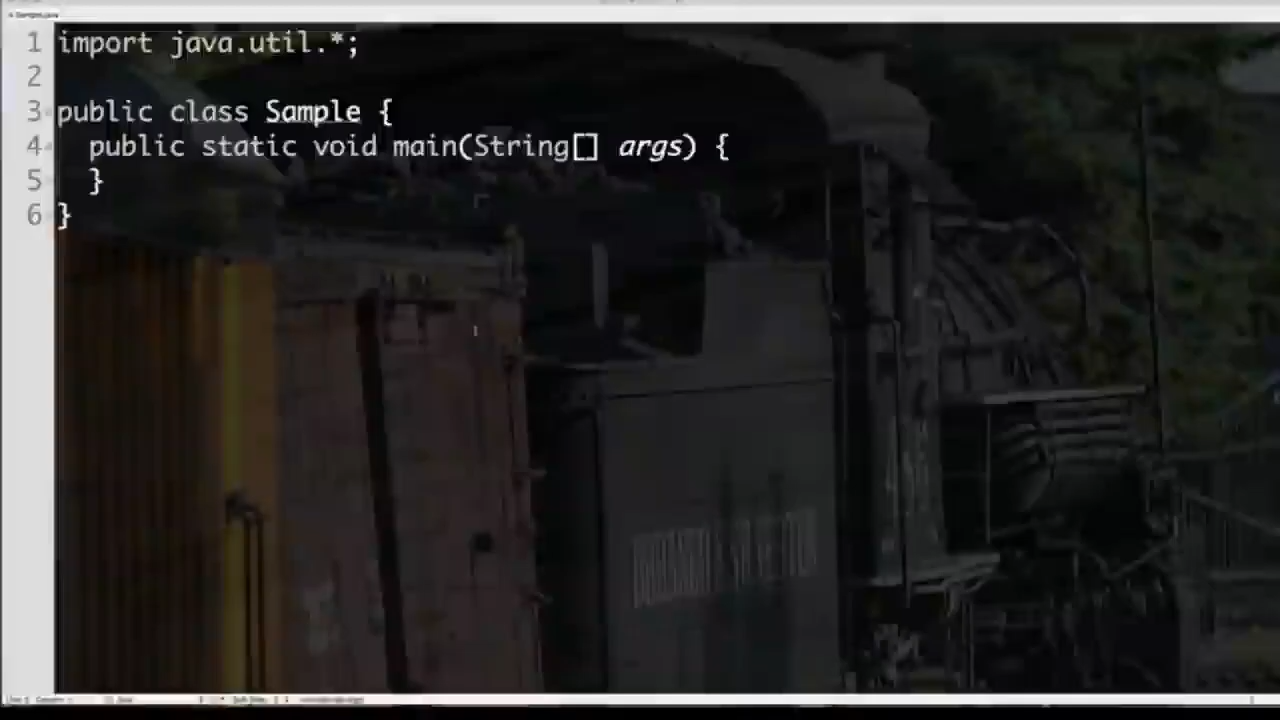 1 import java.util.*;
2
3 public class Sample {
4   public static void main(String[] args) {
5   }
6 }